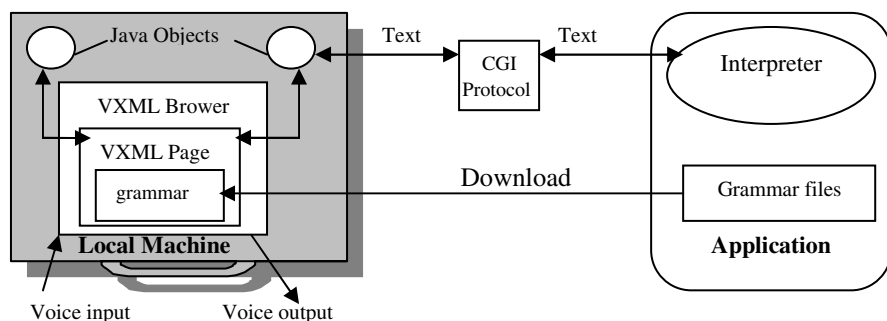 Java Objects
Text
Text
CGI
Protocol
Interpreter
VXML Brower
VXML Page
grammar
Download
Grammar files
Local Machine
Application
Voice input
Voice output